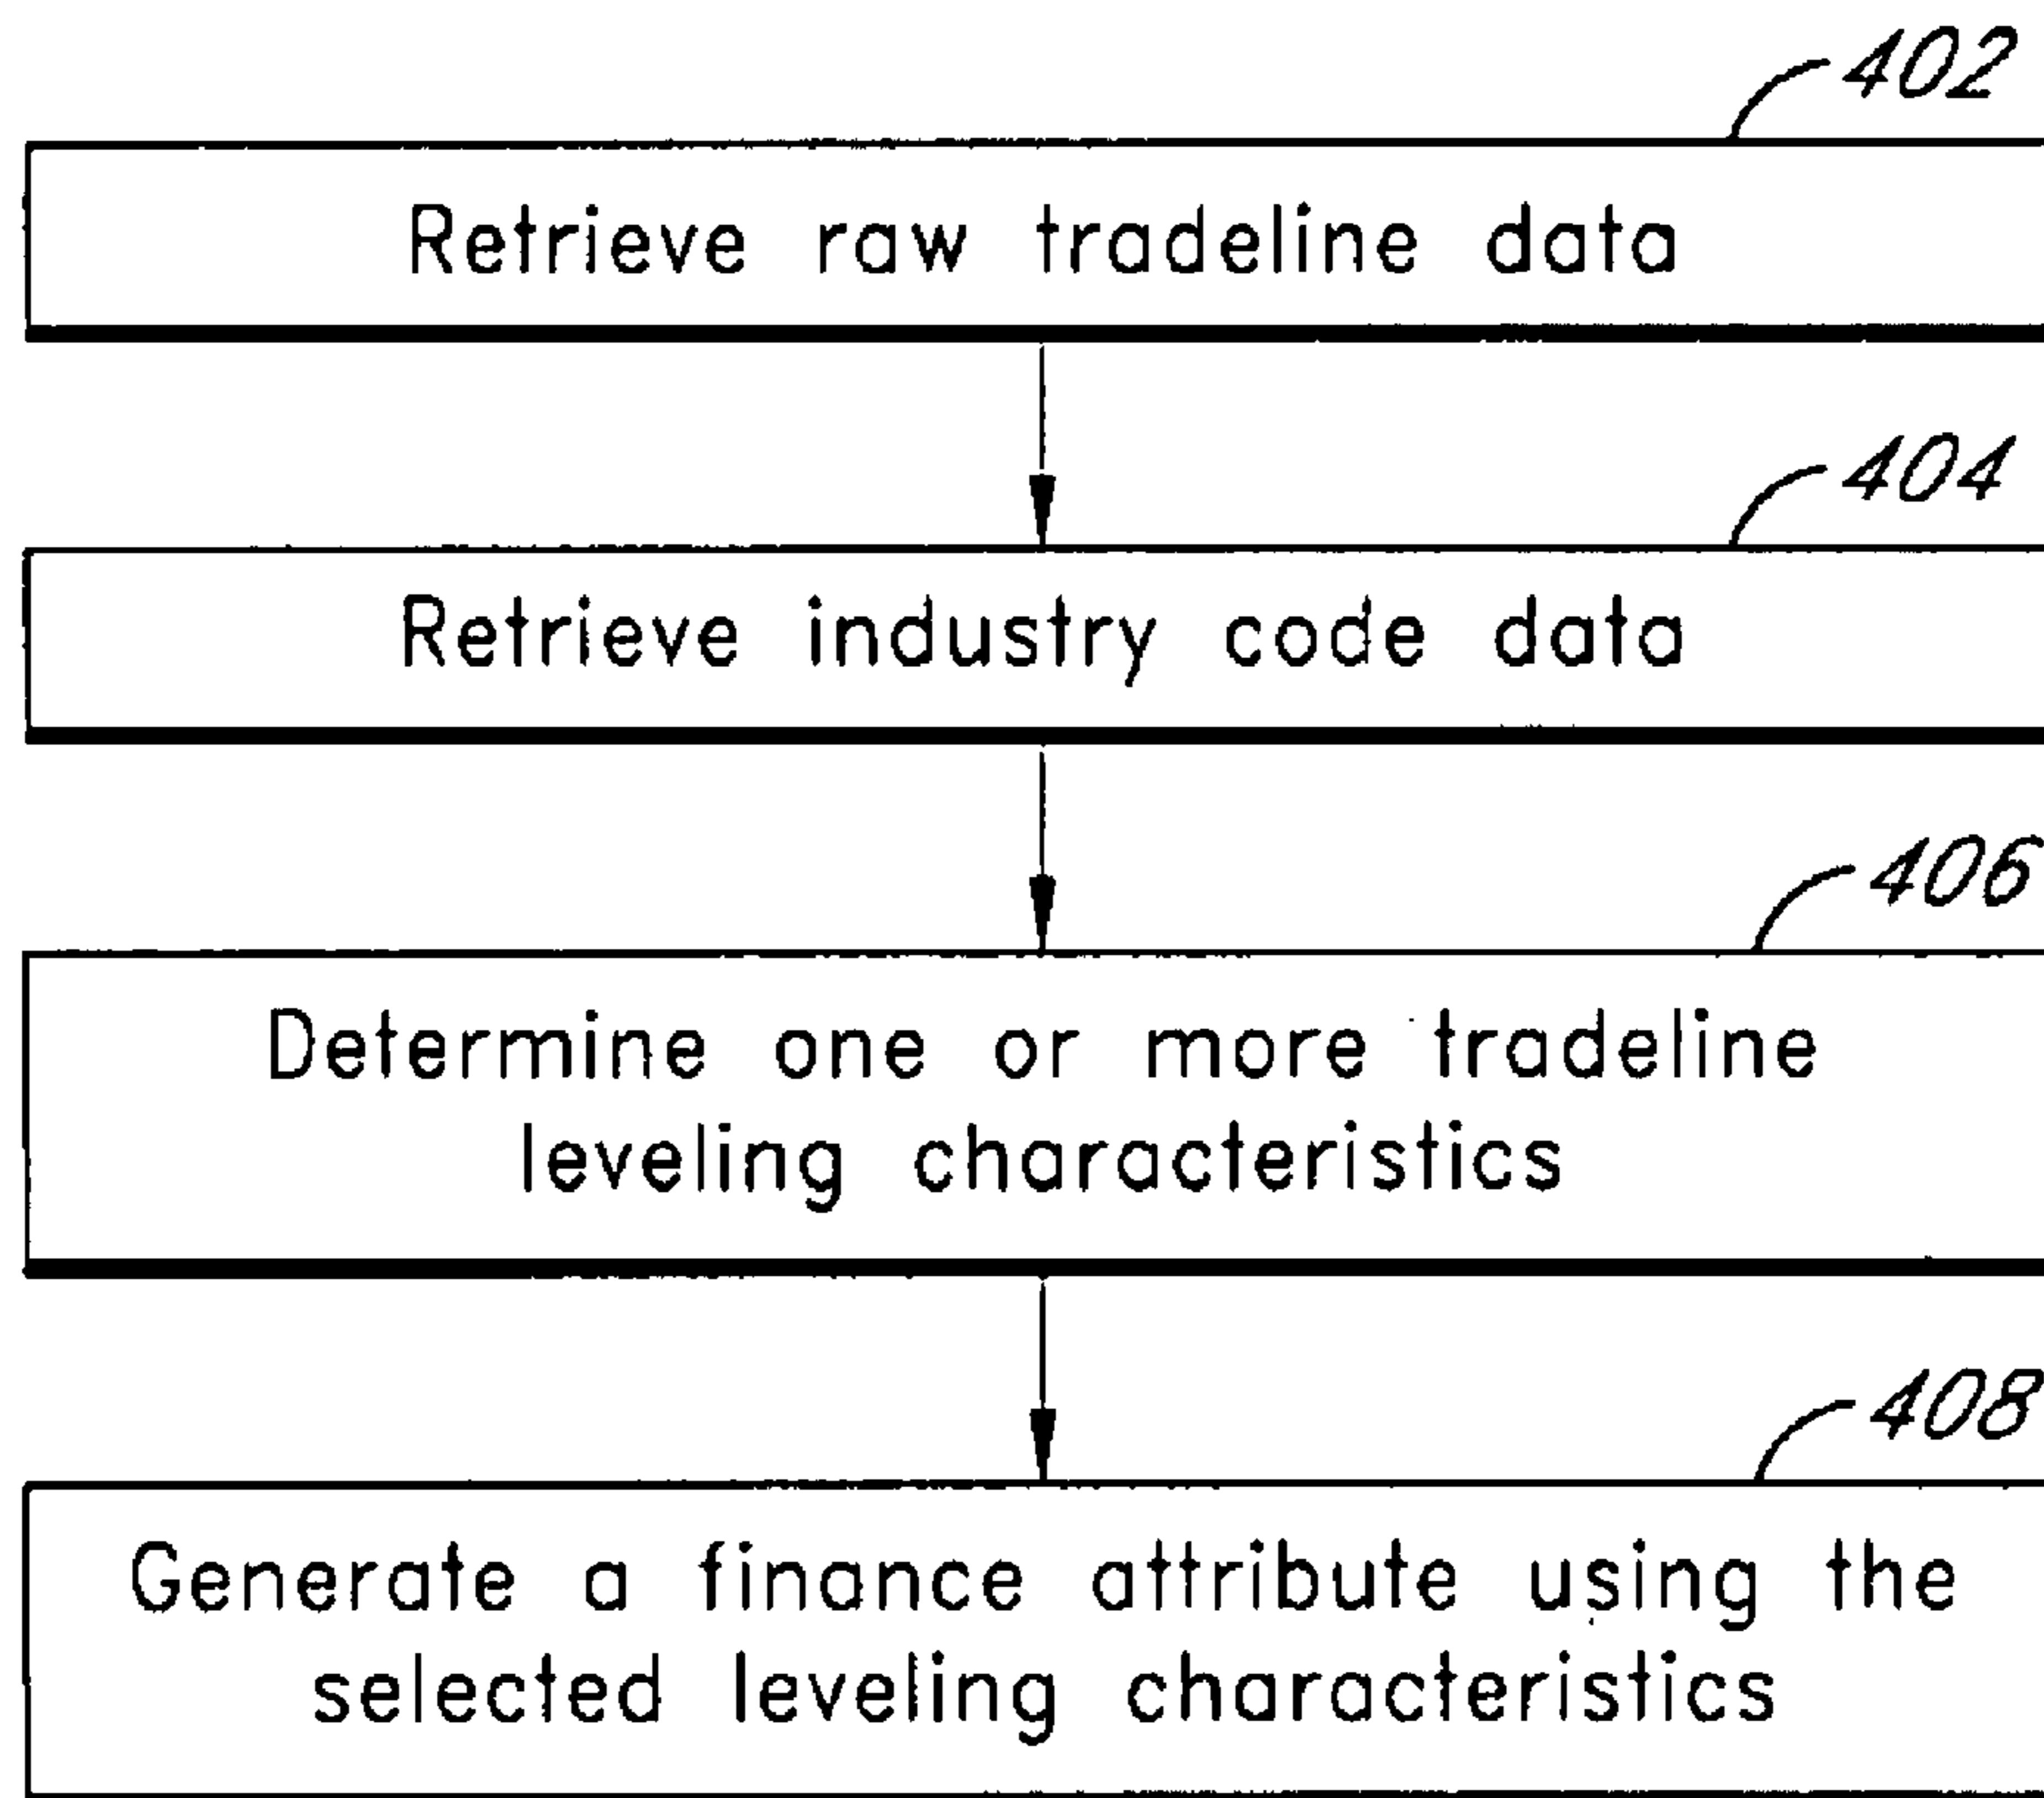 402
Retrieve raw tradeline data
404
Retrieve industry code data
406
Determine one or more tradeline
leveling characteristics
408
Generate a finance attribute using the
selected leveling characteristics